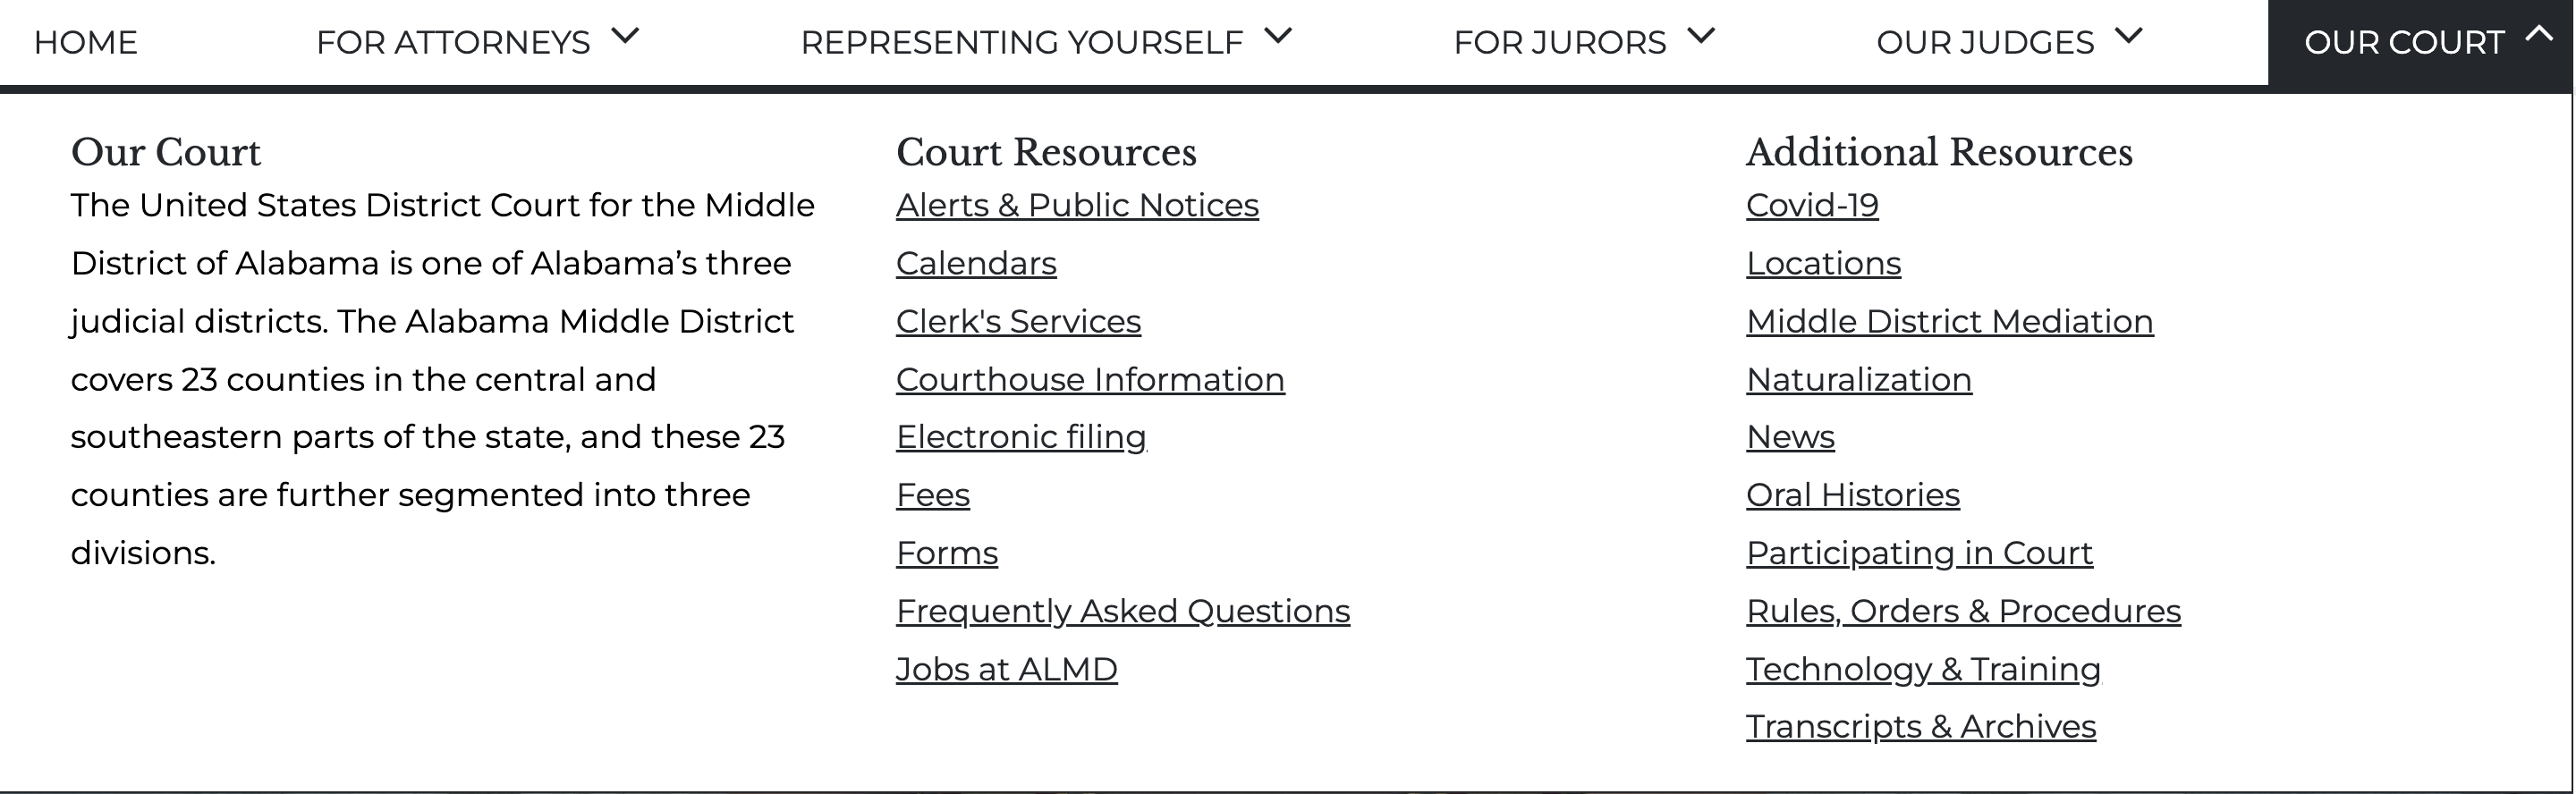 HOME
FOR ATTORNEYS
REPRESENTING YOURSELF
FOR JURORS
OUR JUDGES
OUR COURT
Our Court
The United States District Court for the Middle
District of Alabama is one of Alabama’s three
judicial districts. The Alabama Middle District
covers 23 counties in the central and
southeastern parts of the state, and these 23
counties are further segmented into three
divisions.
Court Resources
Alerts & Public Notices
Calendars
Clerk's Services
Courthouse Information
Electronic filing
Fees
Forms
Frequently Asked Questions
Jobs at ALMD
Additional Resources
Covid-19
Locations
Middle District Mediation
Naturalization
News
Oral Histories
Participating in Court
Rules, Orders & Procedures
Technology & Training
Transcripts & Archives